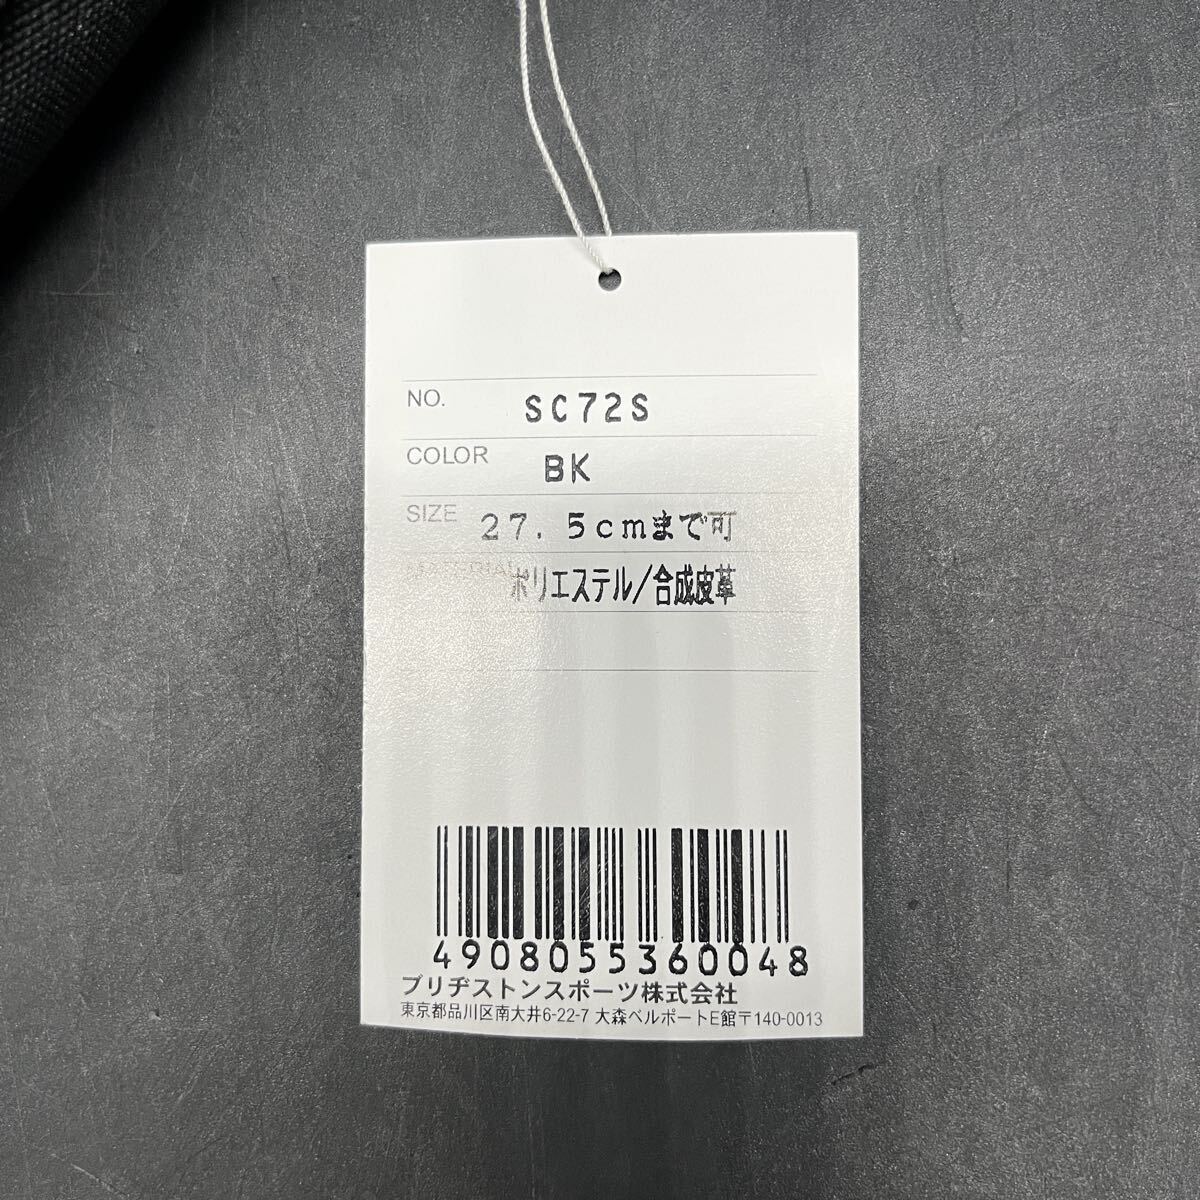 NO. SC72S
COLOR BK
SIZE 27.5cmまで可
MATERIAL ポリエステル/合成皮革
4908055360048
ブリヂストンスポーツ株式会社
東京都品川区南大井6-22-7 大森ベルポートE館〒140-0013